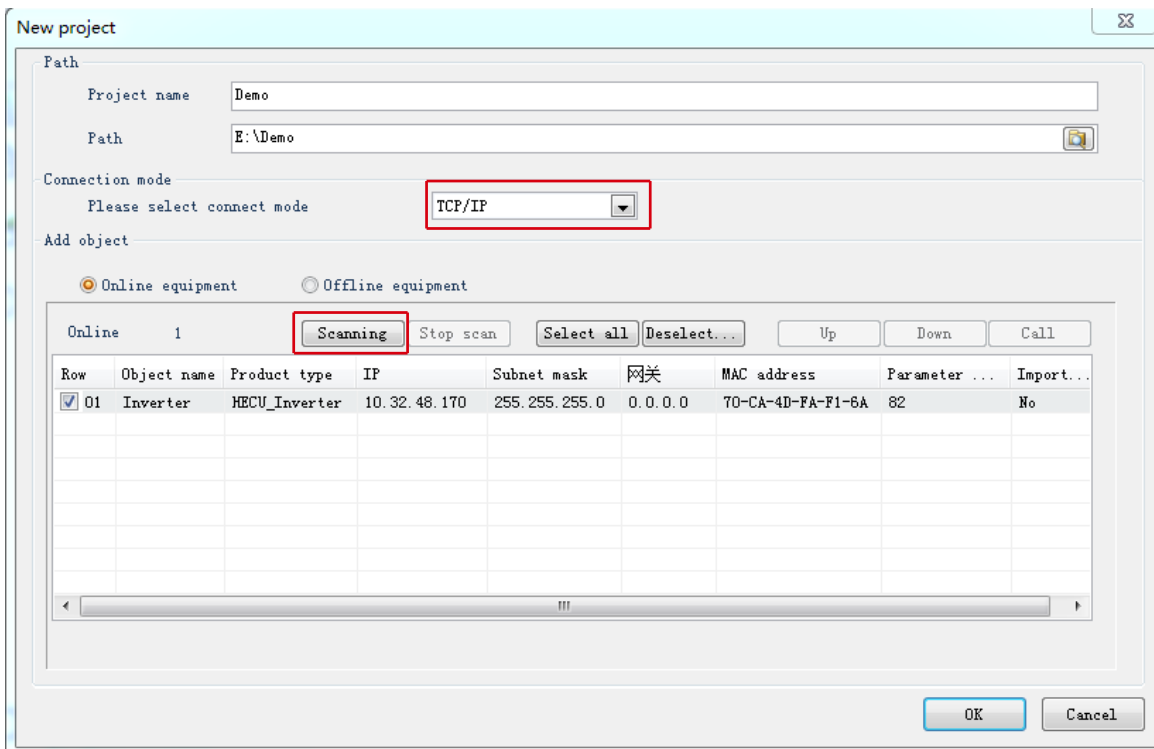 New project
Path
Project name Demo
Path E:\Demo
Connection mode
Please select connect mode TCP/IP
Add object
Online equipment Offline equipment
Online 1 Scanning Stop scan Select all Deselect... Up Down Call
Row Object name Product type IP Subnet mask 网关 MAC address Parameter ... Import...
01 Inverter HECU_Inverter 10.32.48.170 255.255.255.0 0.0.0.0 70-CA-4D-FA-F1-6A 82 No
OK Cancel